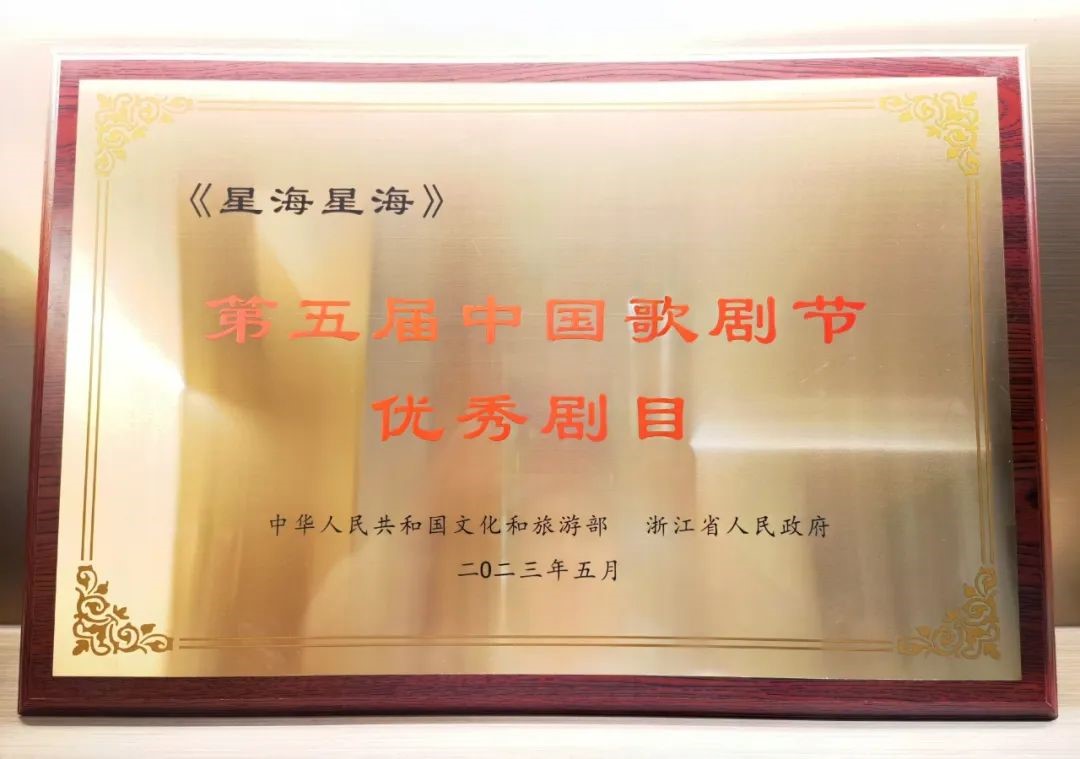 《星海星海》
第五届中国歌剧节
优秀剧目
中华人民共和国文化和旅游部 浙江省人民政府
二0二三年五月